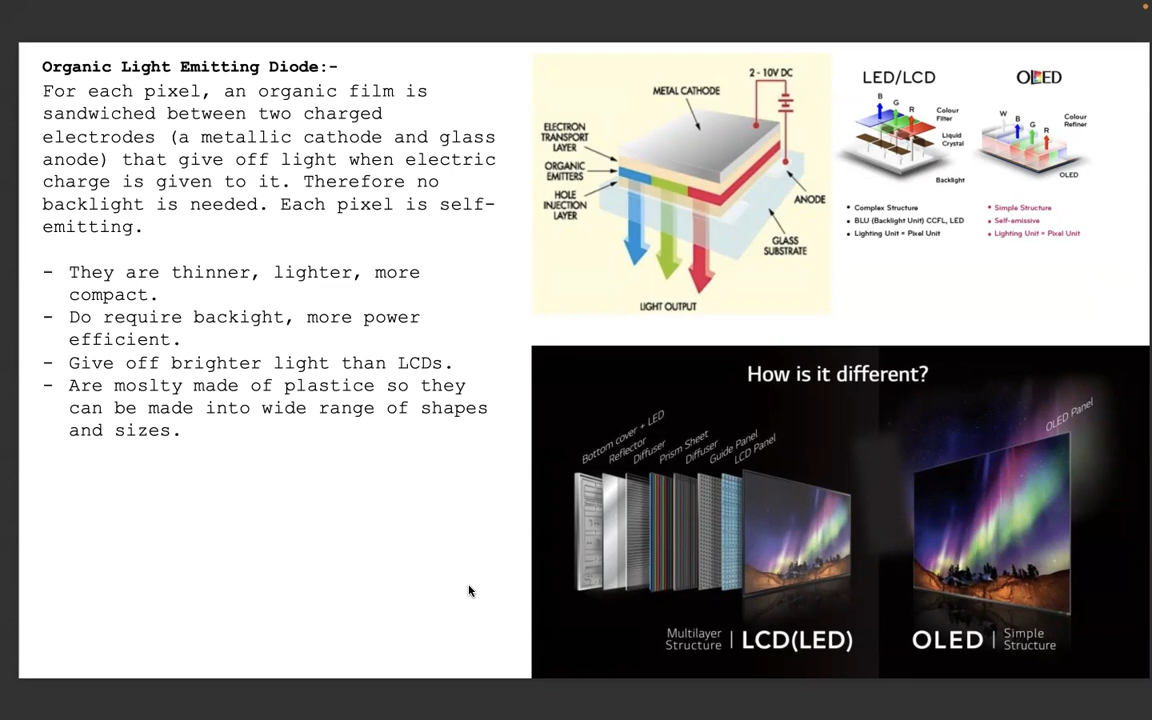 Organic Light Emitting Diode:-
For each pixel, an organic film is
sandwiched between two charged
electrodes (a metallic cathode and glass
anode) that give off light when electric
charge is given to it. Therefore no
backlight is needed. Each pixel is self-
emitting.
- They are thinner, lighter, more
compact.
- Do require backight, more power
efficient.
- Give off brighter light than LCDs.
- Are moslty made of plastice so they
can be made into wide range of shapes
and sizes.
2 - 10V DC
METAL CATHODE
ELECTRON
TRANSPORT
LAYER
ORGANIC
EMITTERS
HOLE
INJECTION
LAYER
ANODE
GLASS
SUBSTRATE
LIGHT OUTPUT
LED/LCD
B
G
R
Colour
Filter
Liquid
Crystal
Backlight
• Complex Structure
• BLU (Backlight Unit) CCFL, LED
• Lighting Unit = Pixel Unit
OLED
W
B
G
R
Colour
Refiner
OLED
• Simple Structure
• Self-emissive
• Lighting Unit = Pixel Unit
How is it different?
Bottom cover + LED
Reflector
Diffuser
Prism Sheet
Diffuser
Guide Panel
LCD Panel
Multilayer
Structure | LCD(LED)
OLED Panel
OLED | Simple
Structure